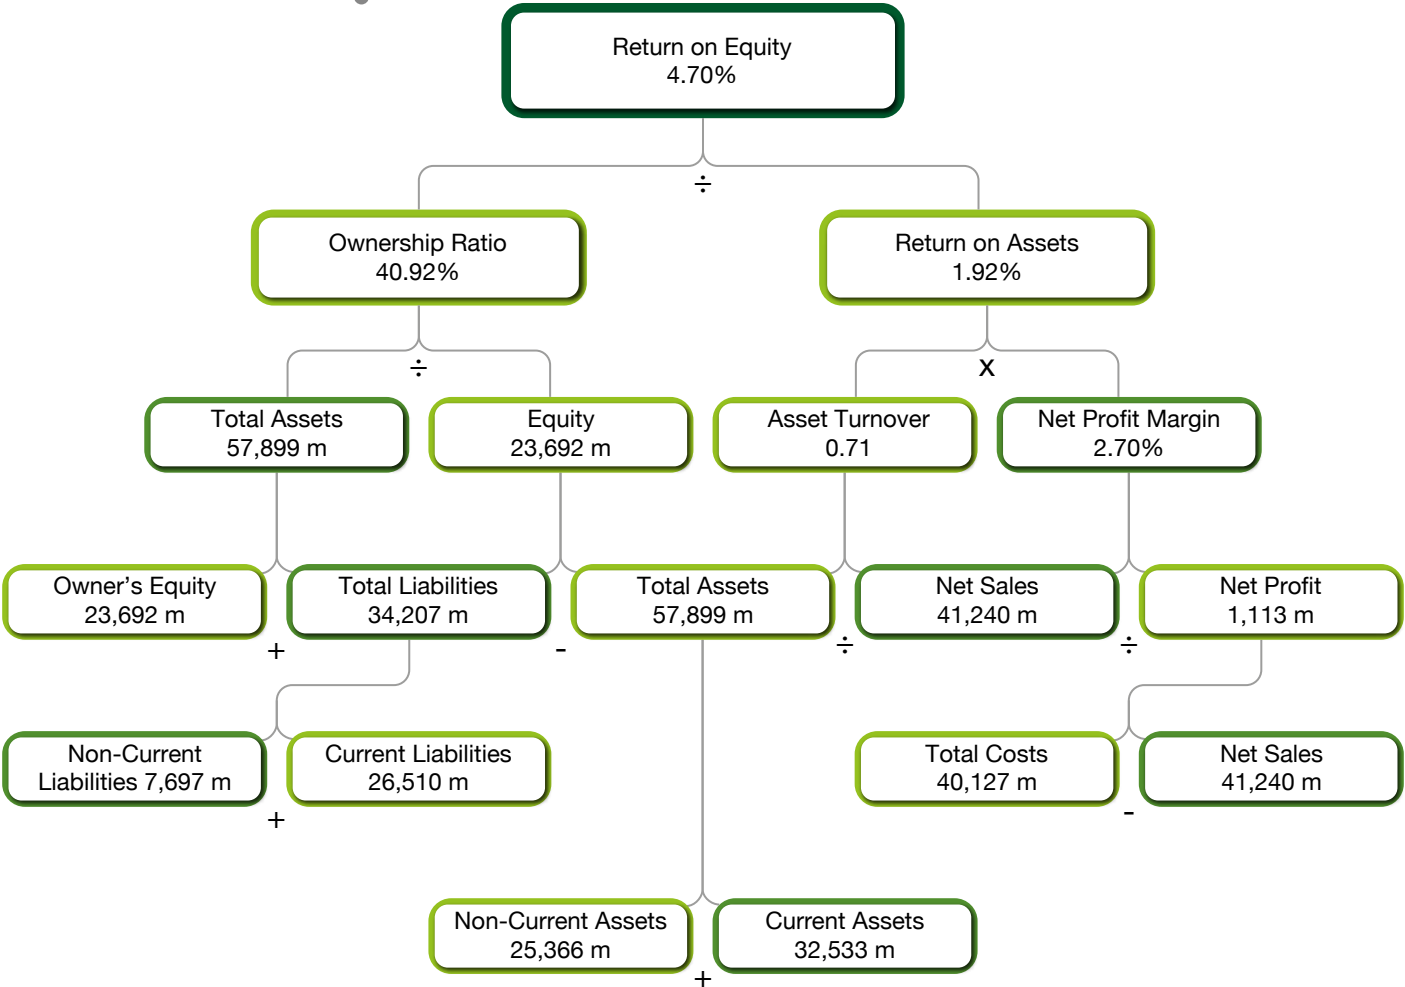 Return on Equity
4.70%
÷
Ownership Ratio
40.92%
Return on Assets
1.92%
÷
x
Total Assets
57,899 m
Equity
23,692 m
Asset Turnover
0.71
Net Profit Margin
2.70%
Owner’s Equity
23,692 m
+
Total Liabilities
34,207 m
-
Total Assets
57,899 m
÷
Net Sales
41,240 m
÷
Net Profit
1,113 m
Non-Current
Liabilities 7,697 m
+
Current Liabilities
26,510 m
Total Costs
40,127 m
-
Net Sales
41,240 m
Non-Current Assets
25,366 m
+
Current Assets
32,533 m